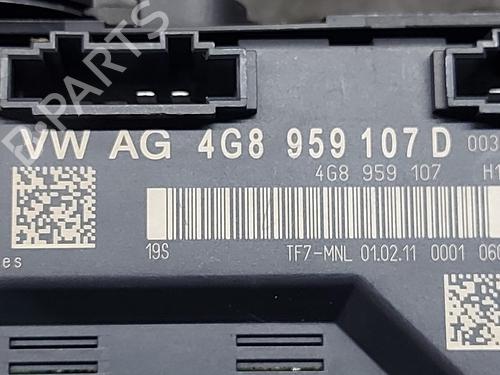 B-PARTS
VW AG 4G8 959 107 D 003
4G8 959 107 H1
19S TF7-MNL 01.02.11 0001 060
es